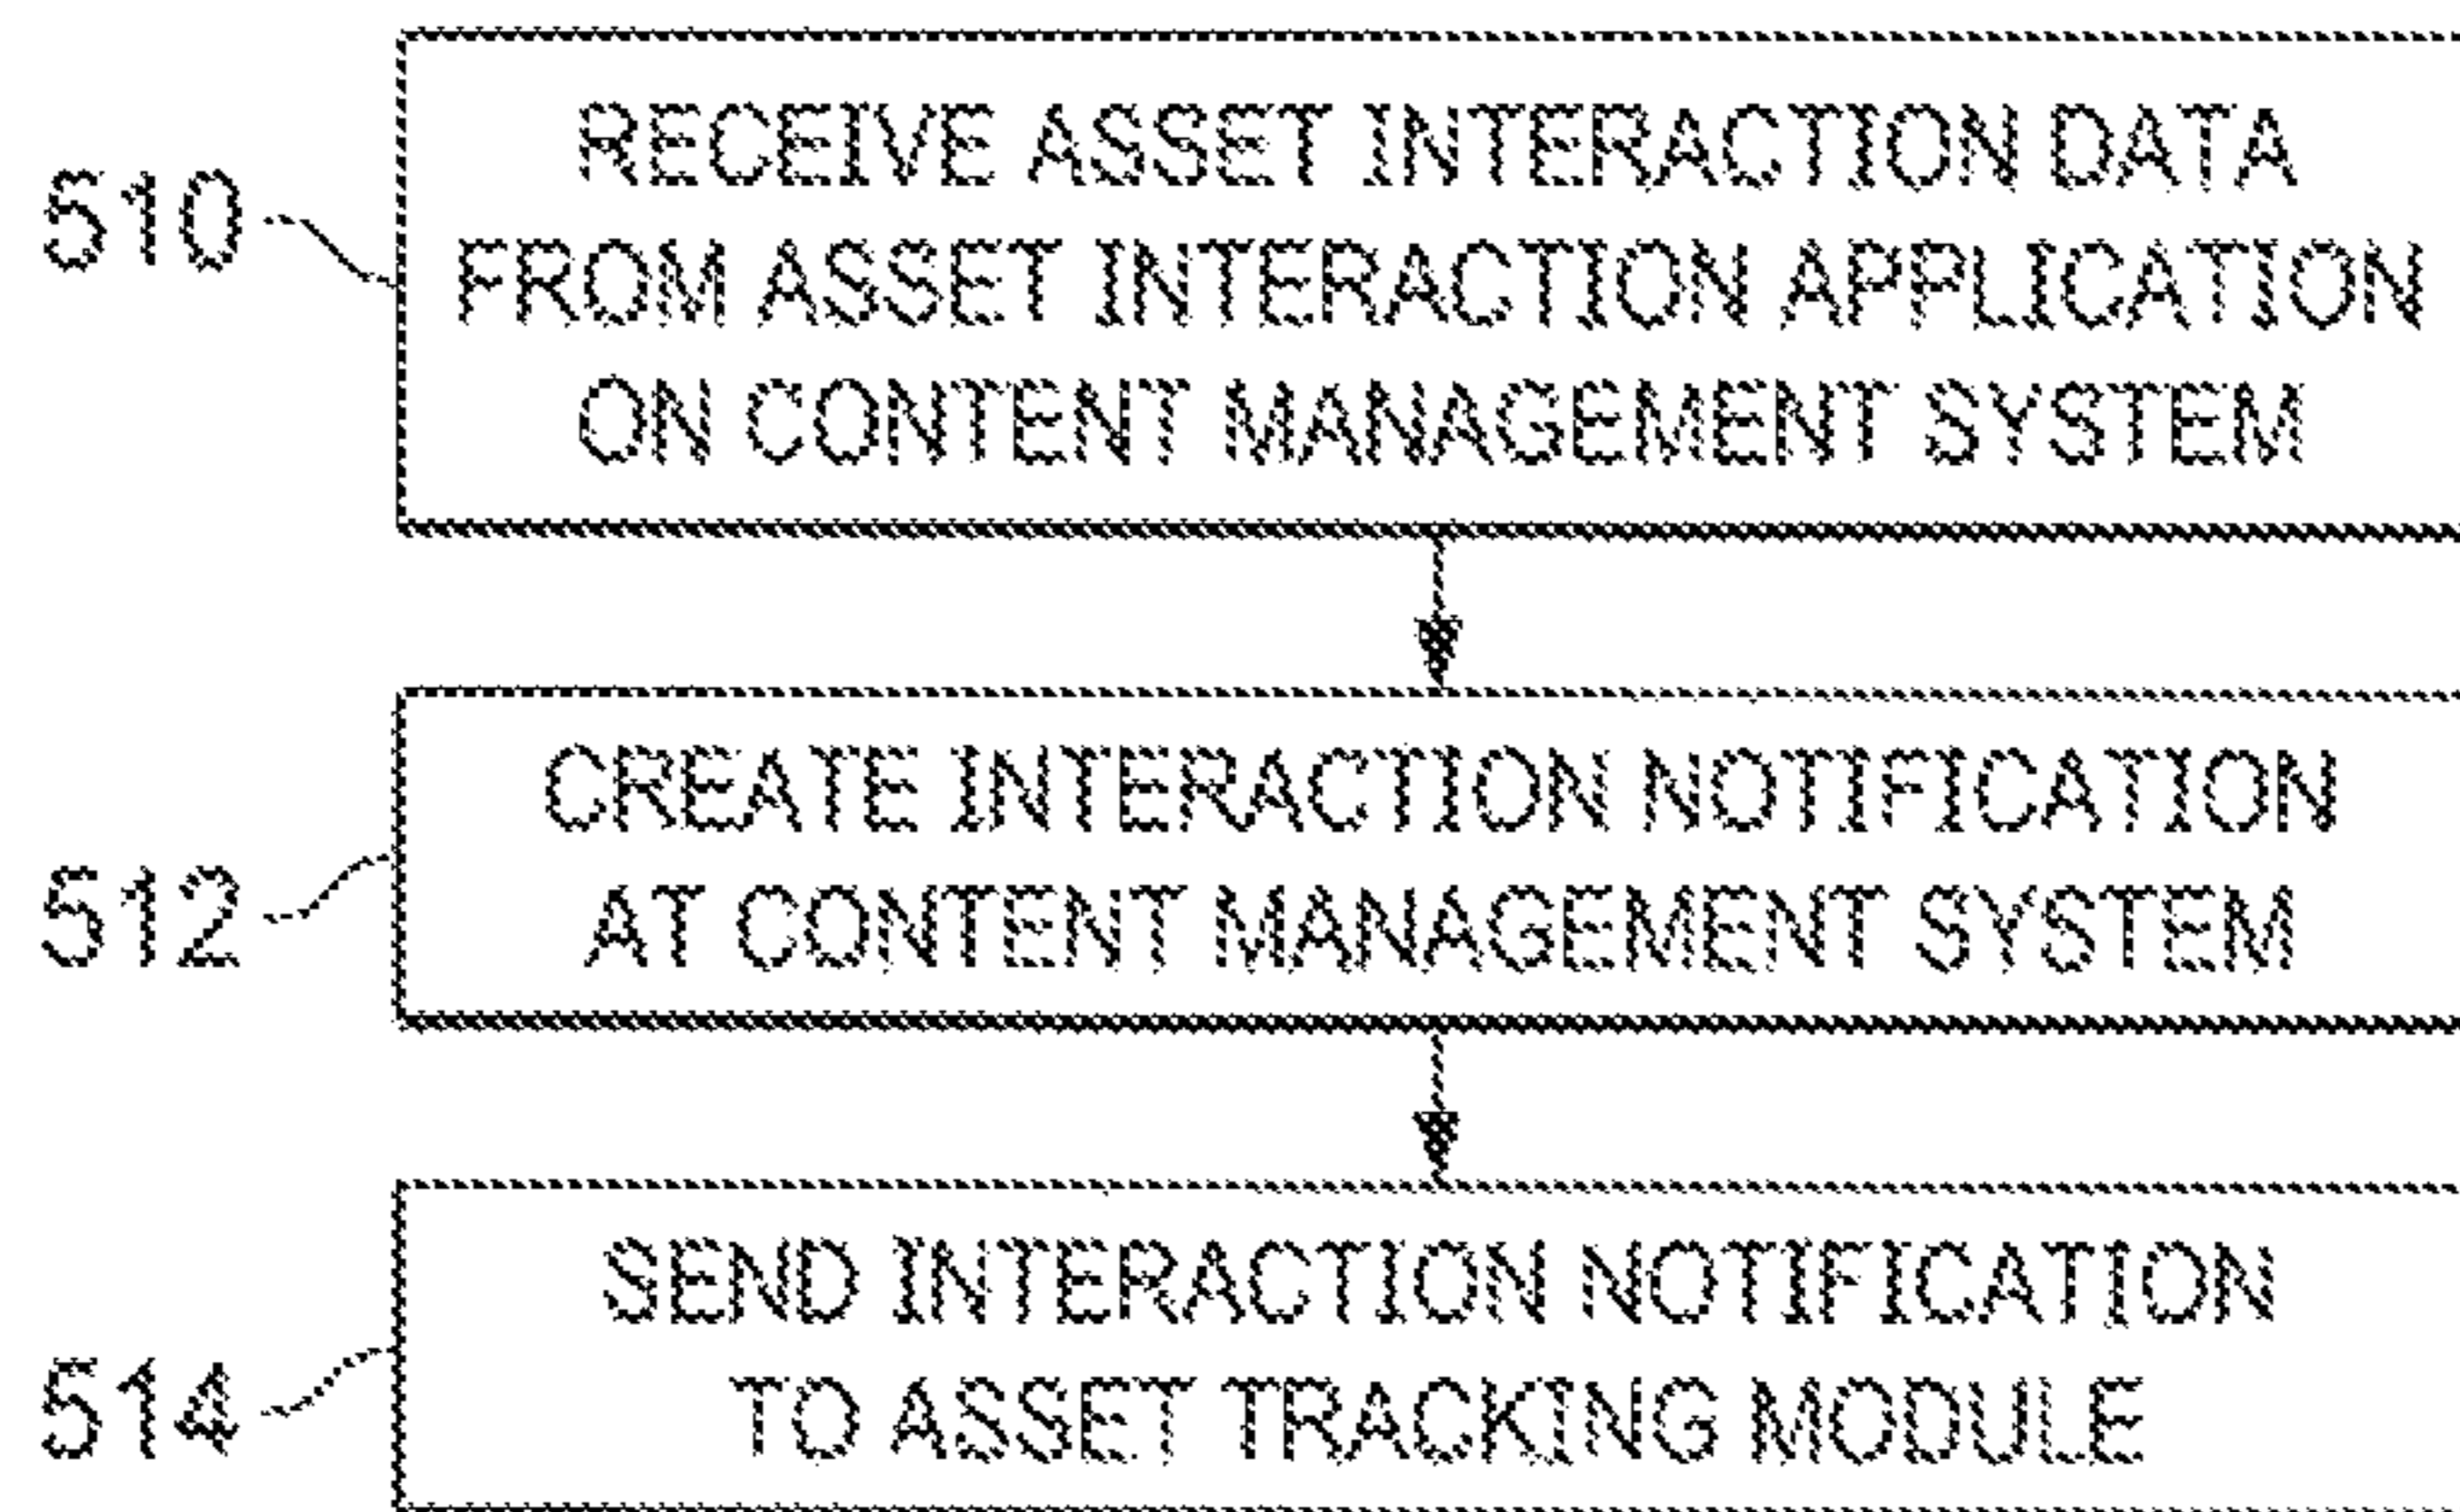 510
RECEIVE ASSET INTERACTION DATA
FROM ASSET INTERACTION APPLICATION
ON CONTENT MANAGEMENT SYSTEM
512
CREATE INTERACTION NOTIFICATION
AT CONTENT MANAGEMENT SYSTEM
514
SEND INTERACTION NOTIFICATION
TO ASSET TRACKING MODULE